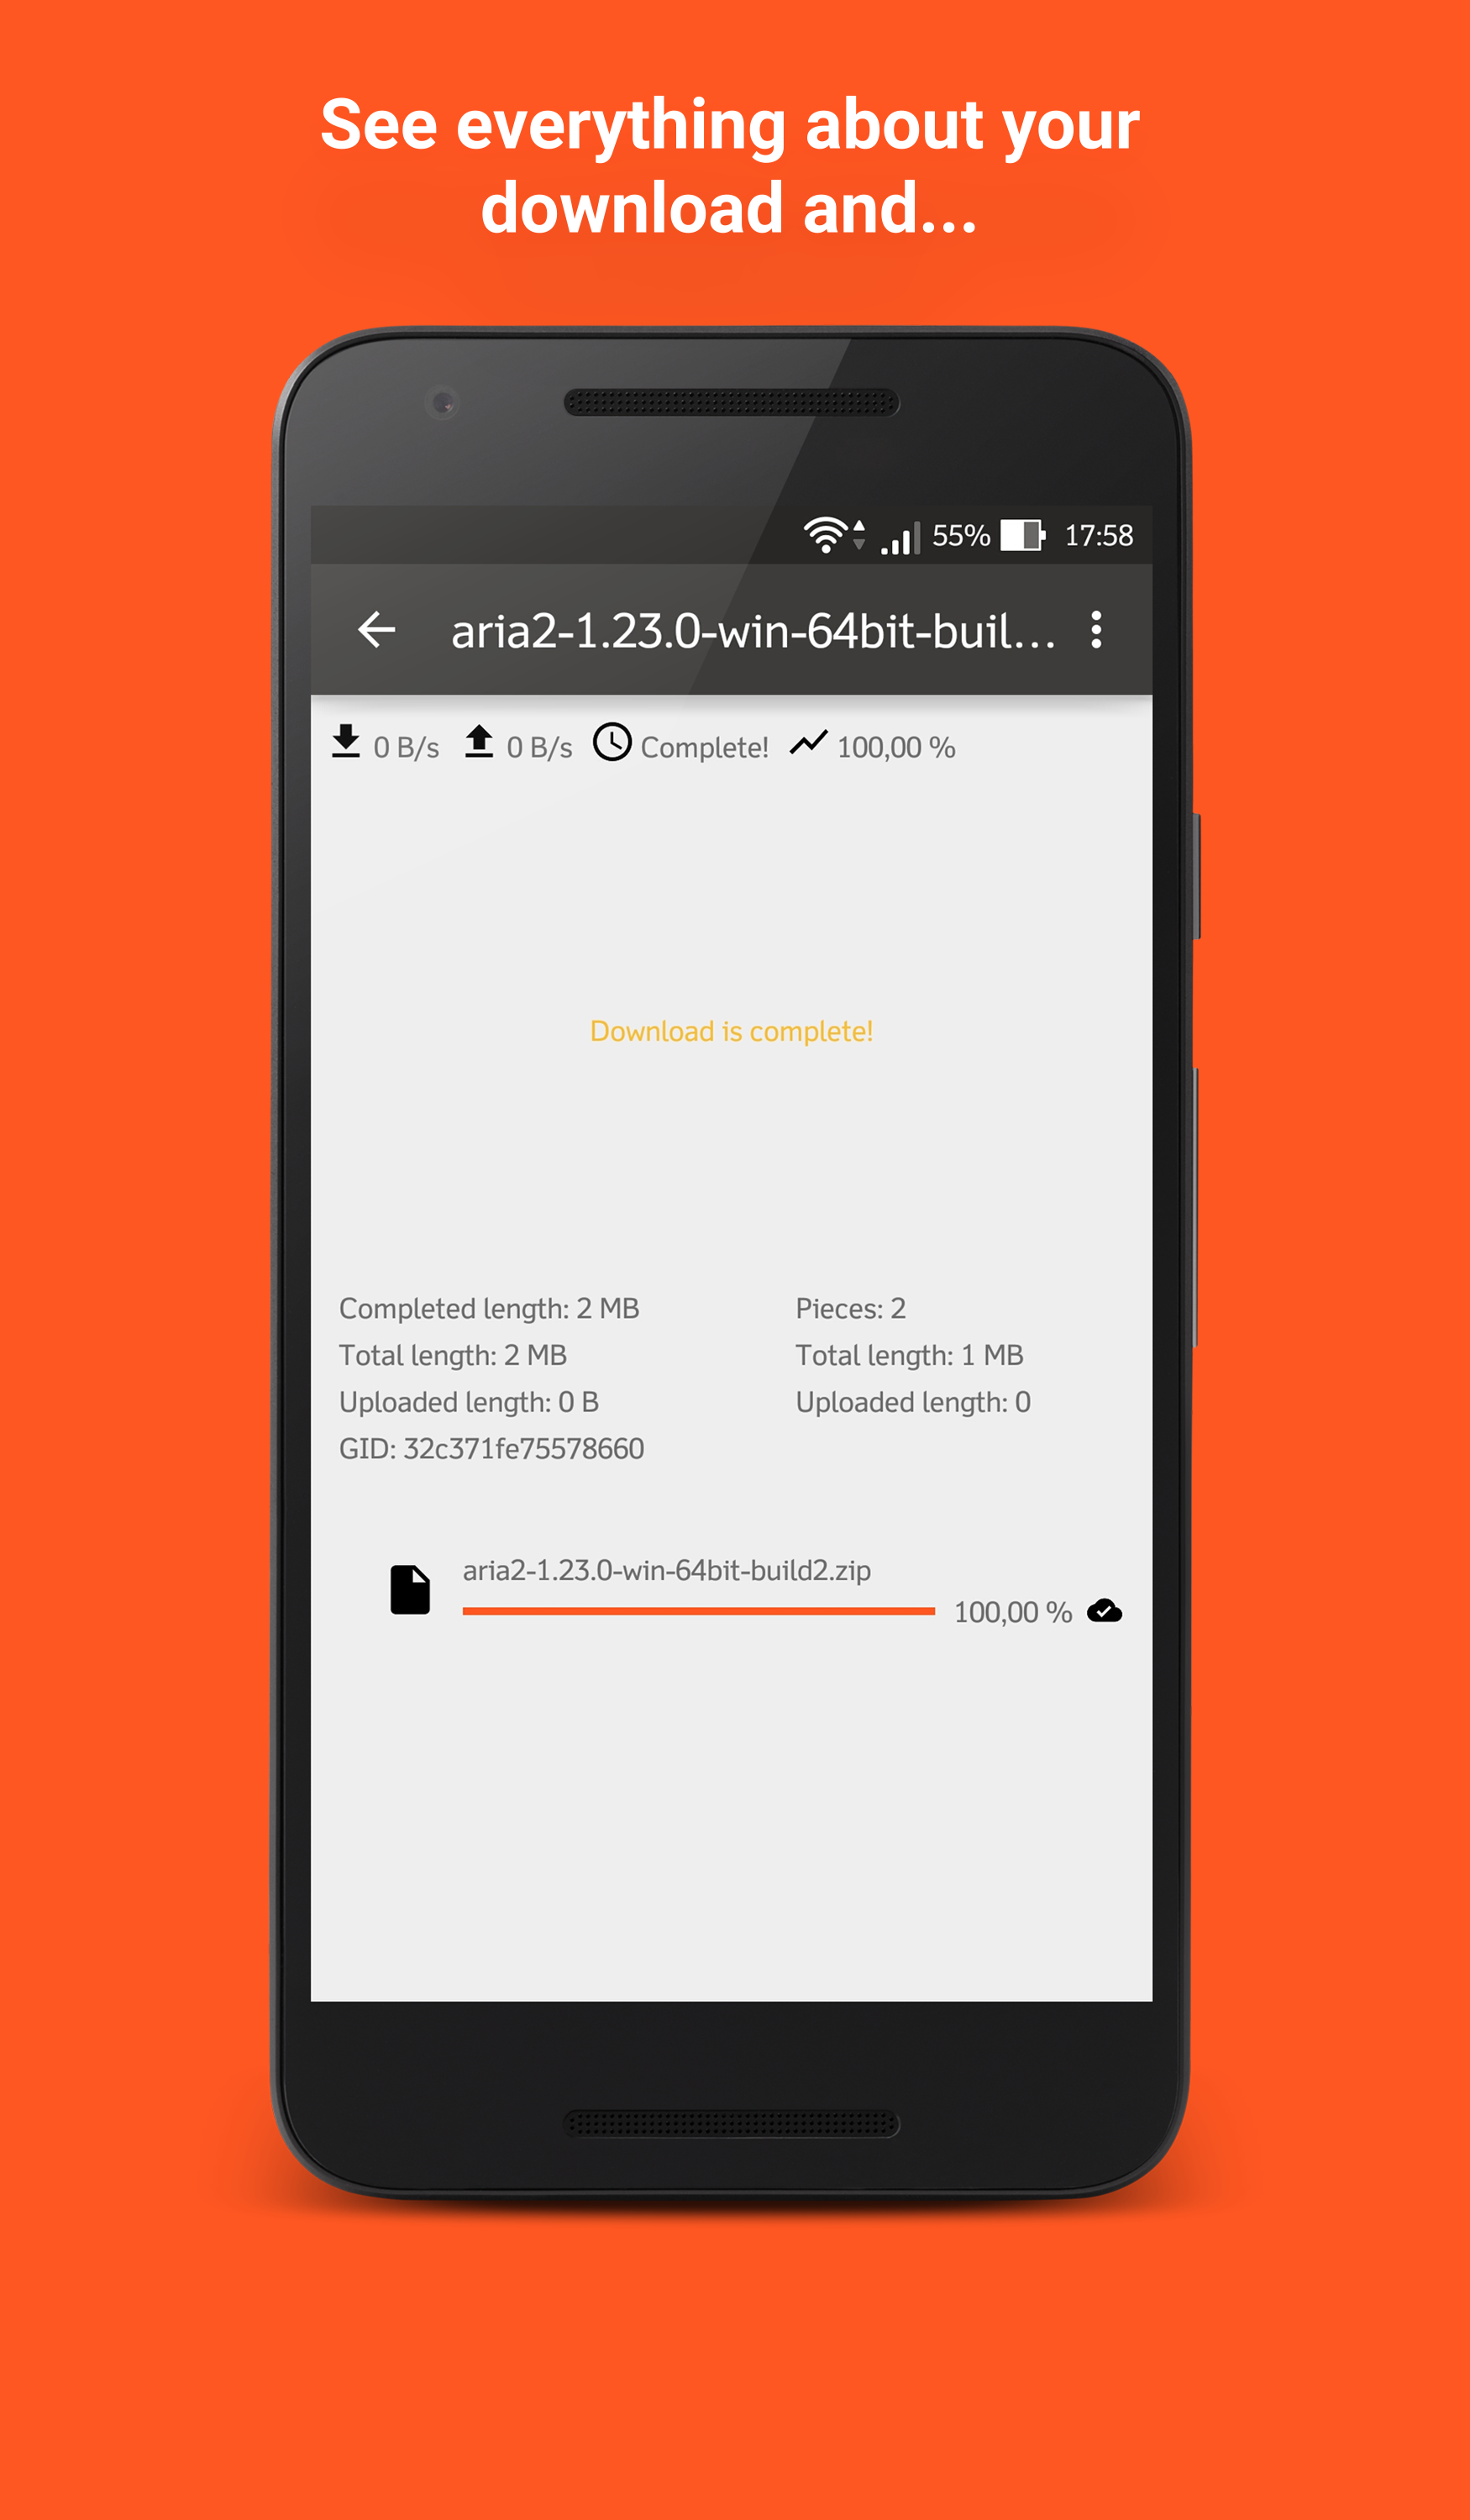 See everything about your
download and...
55% 17:58
aria2-1.23.0-win-64bit-buil...
0 B/s 0 B/s Complete! 100,00 %
Download is complete!
Completed length: 2 MB
Total length: 2 MB
Uploaded length: 0 B
GID: 32c371fe75578660
Pieces: 2
Total length: 1 MB
Uploaded length: 0
aria2-1.23.0-win-64bit-build2.zip
100,00 %